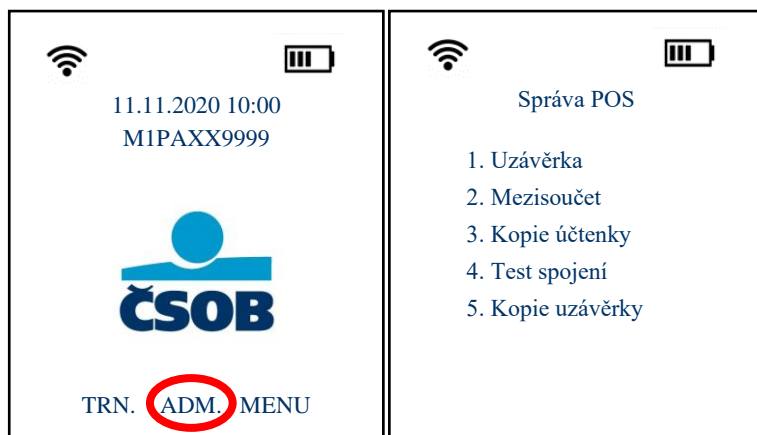 11.11.2020 10:00
M1PAXX9999
ČSOB
TRN. ADM. MENU
Správa POS
1. Uzávěrka
2. Mezisoučet
3. Kopie účtenky
4. Test spojení
5. Kopie uzávěrky